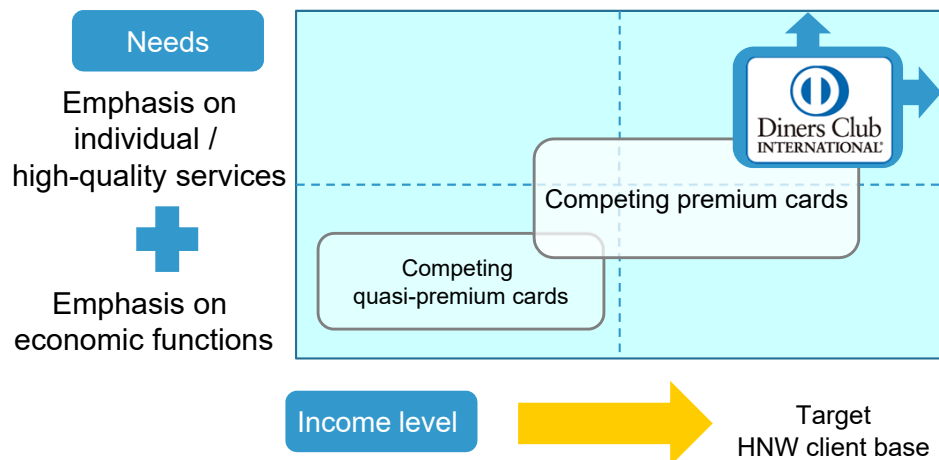 Needs
Emphasis on
individual /
high-quality services
Emphasis on
economic functions
Diners Club
INTERNATIONAL®
Competing premium cards
Competing
quasi-premium cards
Income level
Target
HNW client base